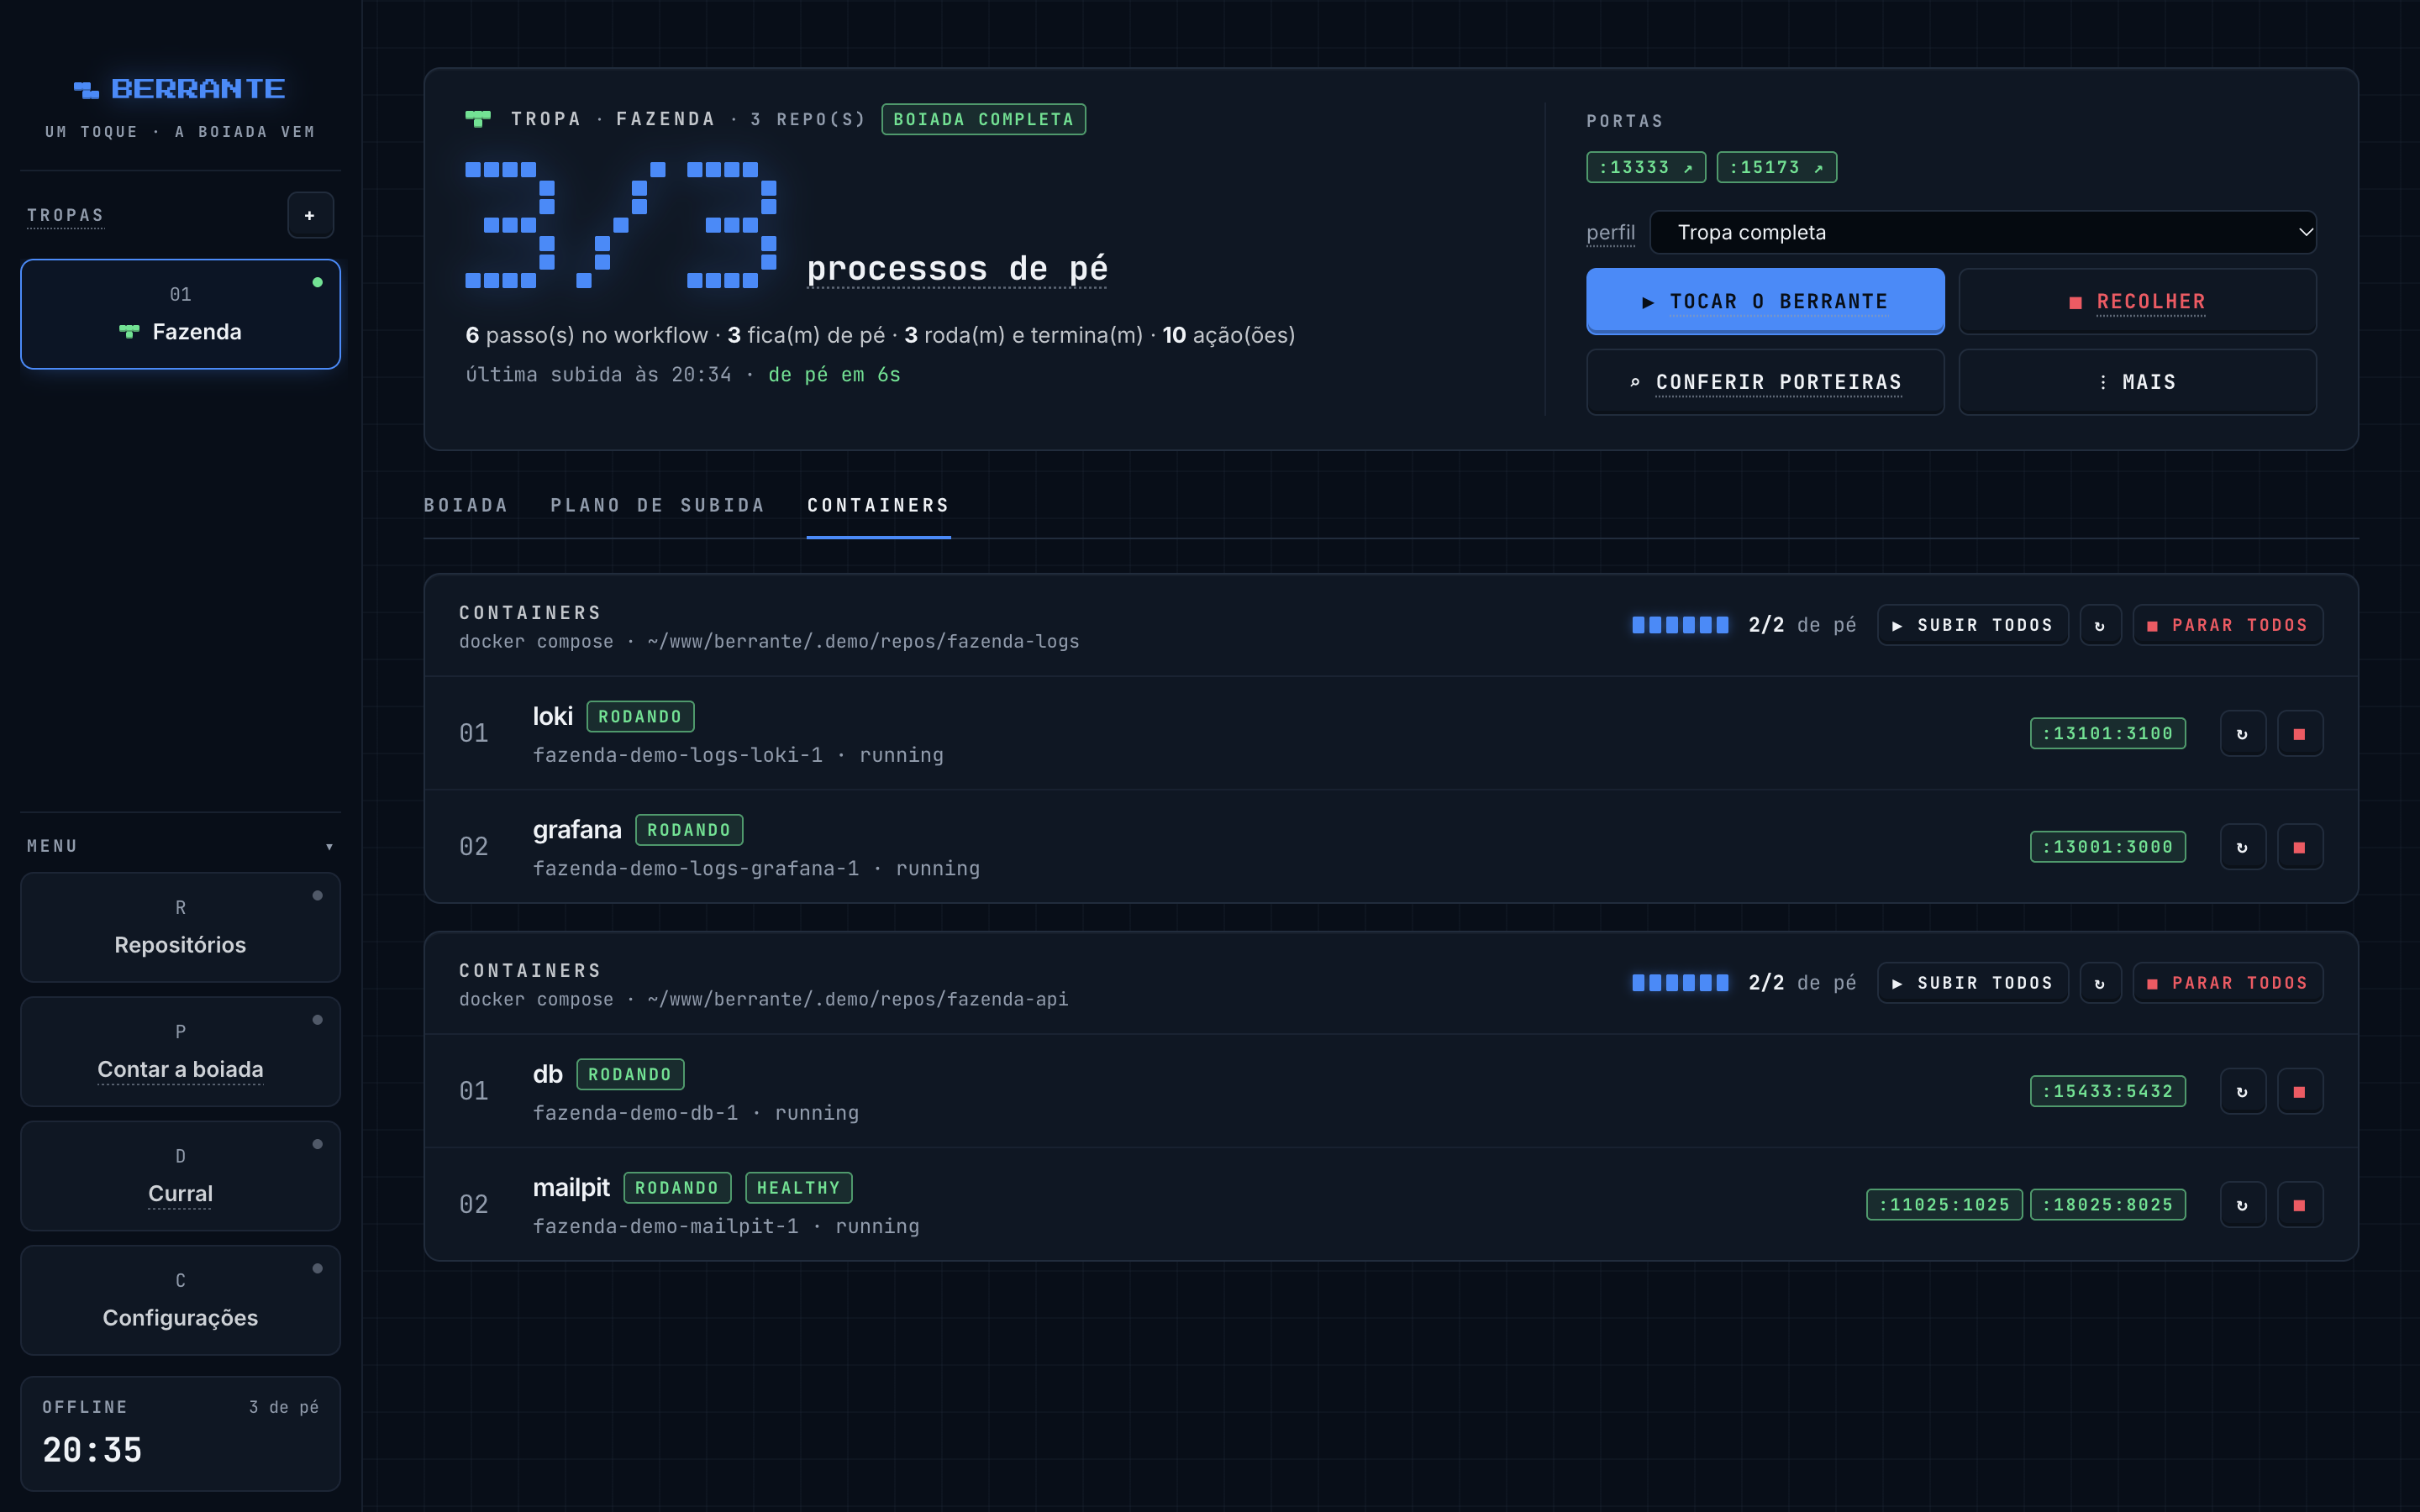 BERRANTE
UM TOQUE · A BOIADA VEM
TROPAS
+
01
Fazenda
MENU ▾
R
Repositórios
P
Contar a boiada
D
Curral
C
Configurações
OFFLINE 3 de pé
20:35
TROPA · FAZENDA · 3 REPO(S) BOIADA COMPLETA
3/3 processos de pé
6 passo(s) no workflow · 3 fica(m) de pé · 3 roda(m) e termina(m) · 10 ação(ões)
última subida às 20:34 · de pé em 6s
PORTAS
:13333 ↗ :15173 ↗
perfil Tropa completa
▶ TOCAR O BERRANTE ■ RECOLHER
⌕ CONFERIR PORTEIRAS ⋮ MAIS
BOIADA PLANO DE SUBIDA CONTAINERS
CONTAINERS
docker compose · ~/www/berrante/.demo/repos/fazenda-logs
2/2 de pé ▶ SUBIR TODOS ↻ ■ PARAR TODOS
01 loki RODANDO
fazenda-demo-logs-loki-1 · running
:13101:3100 ↻ ■
02 grafana RODANDO
fazenda-demo-logs-grafana-1 · running
:13001:3000 ↻ ■
CONTAINERS
docker compose · ~/www/berrante/.demo/repos/fazenda-api
2/2 de pé ▶ SUBIR TODOS ↻ ■ PARAR TODOS
01 db RODANDO
fazenda-demo-db-1 · running
:15433:5432 ↻ ■
02 mailpit RODANDO HEALTHY
fazenda-demo-mailpit-1 · running
:11025:1025 :18025:8025 ↻ ■